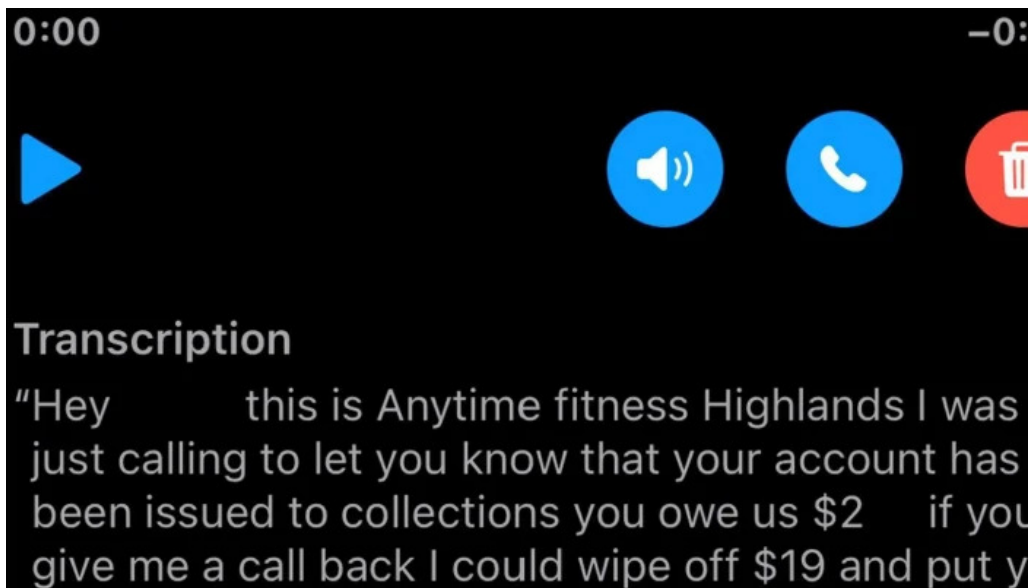 0:00 –0:
Transcription
“Hey this is Anytime fitness Highlands I was
just calling to let you know that your account has
been issued to collections you owe us $2 if you
give me a call back I could wipe off $19 and put y